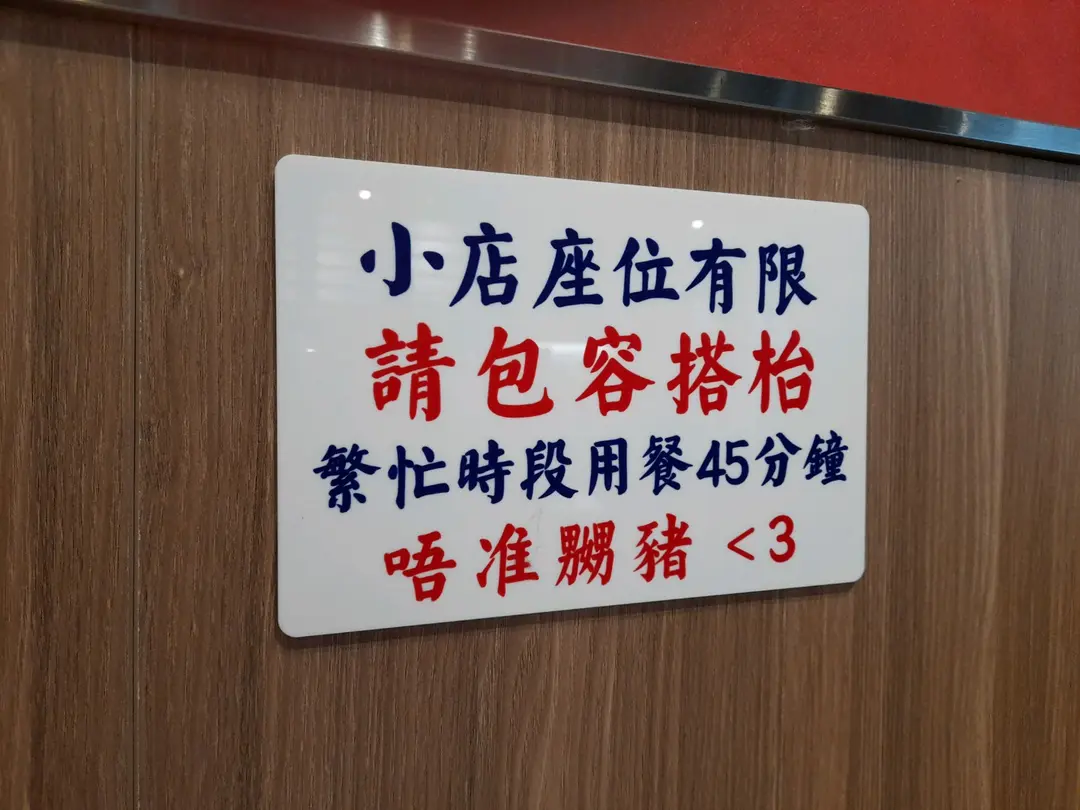 小店座位有限
請包容搭枱
繁忙時段用餐45分鐘
唔准嬲豬 <3